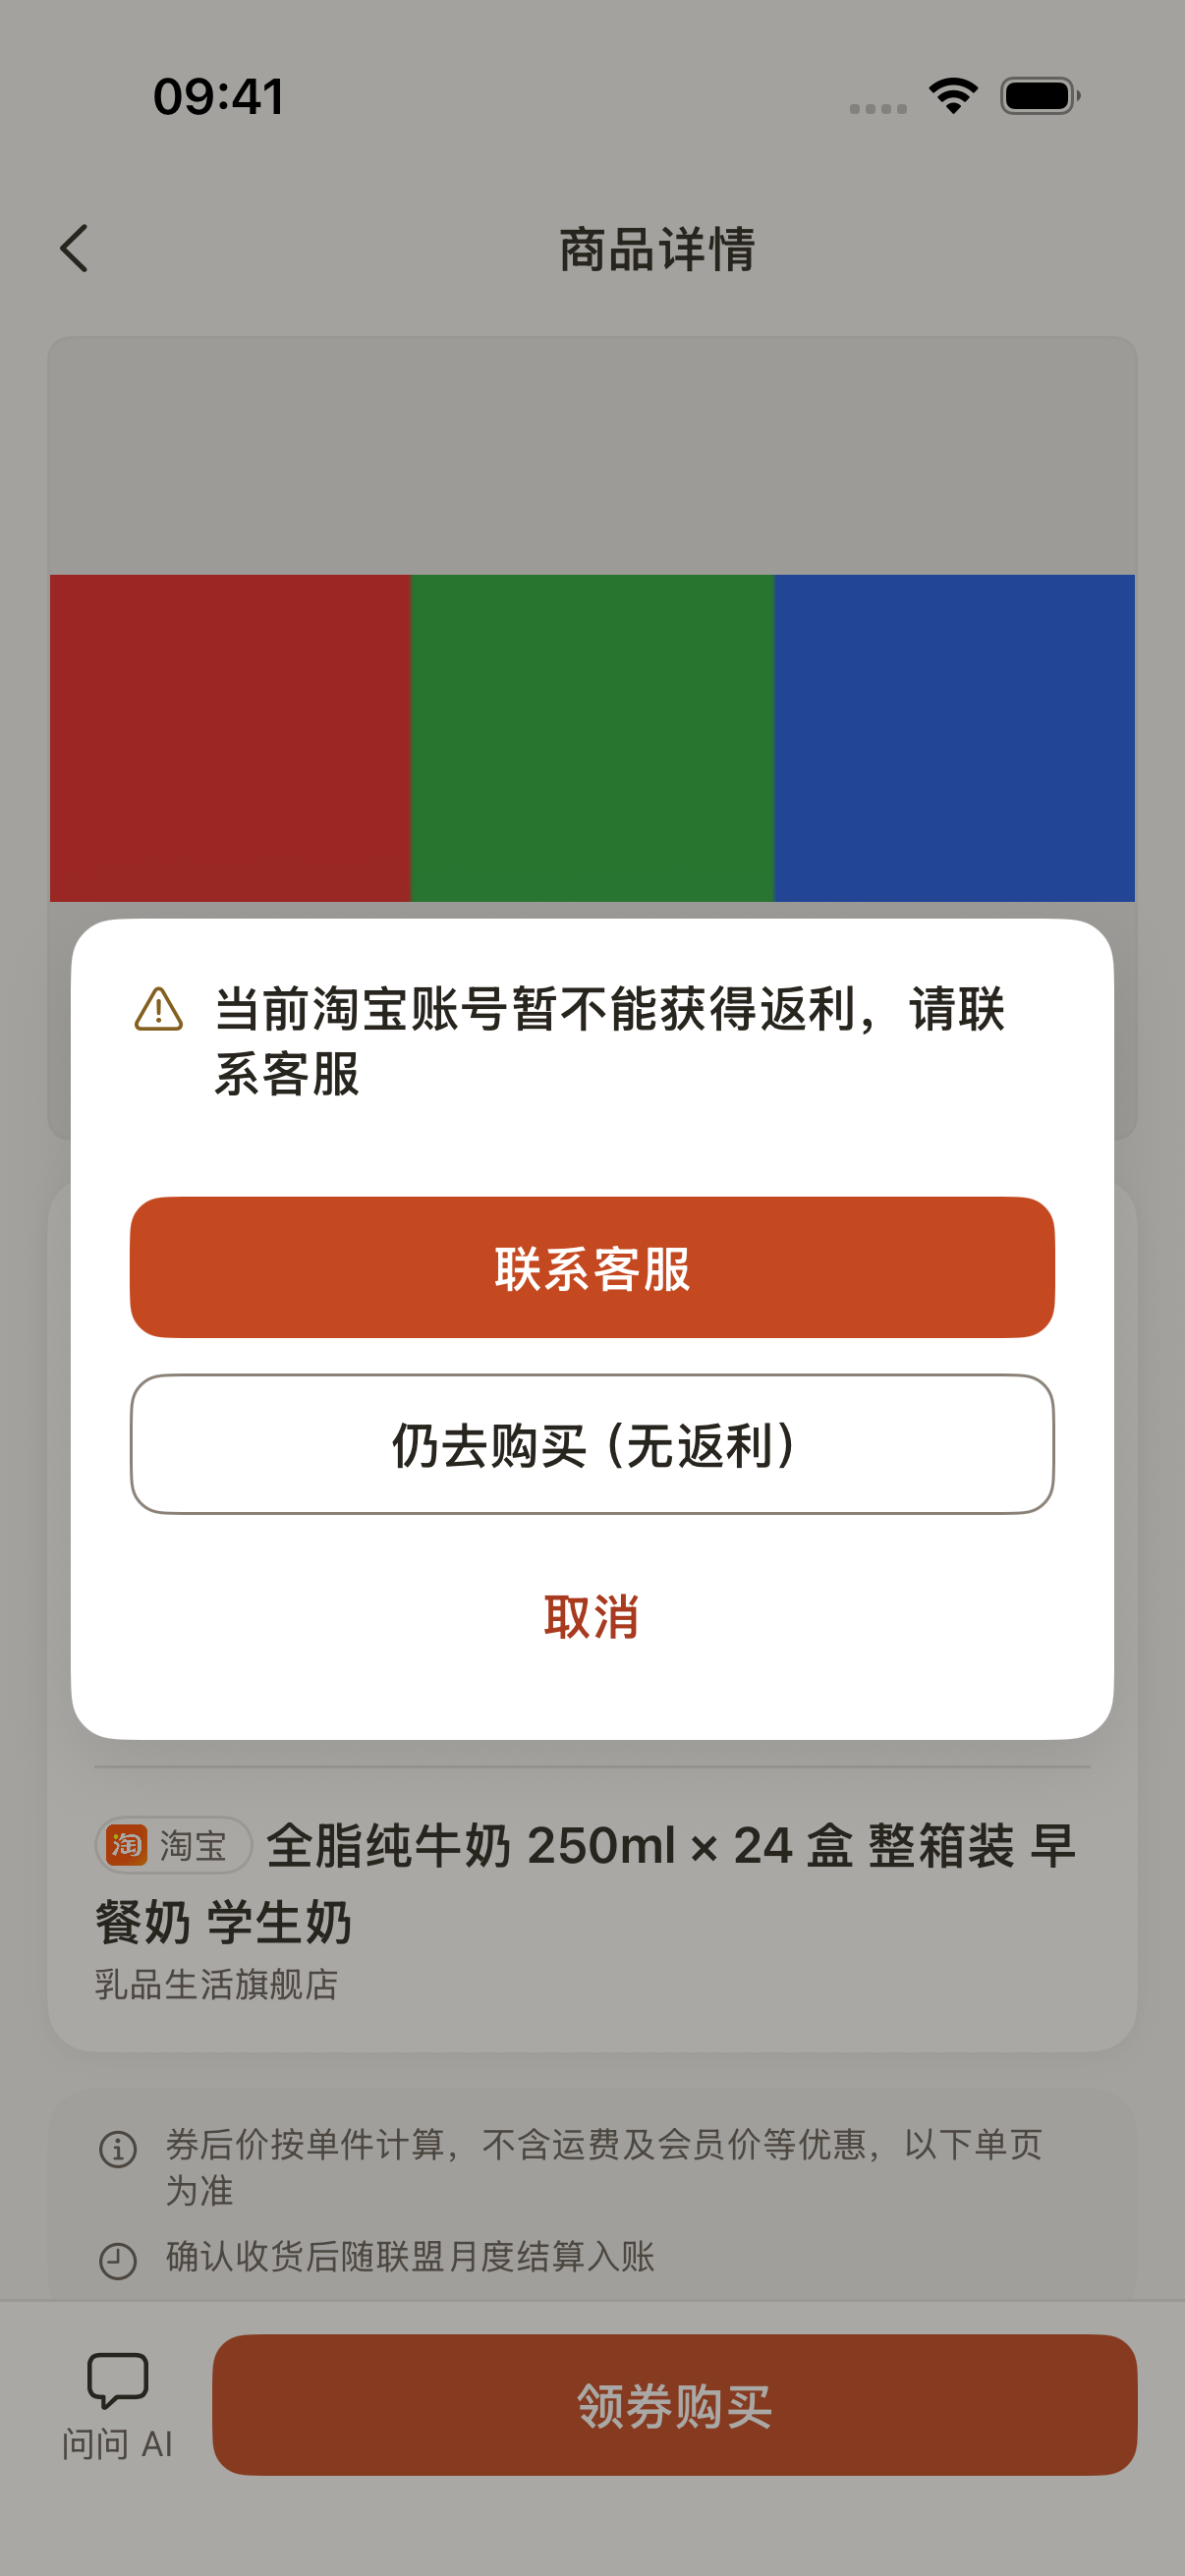 09:41
商品详情
当前淘宝账号暂不能获得返利，请联
系客服
联系客服
仍去购买（无返利）
取消
淘 淘宝 全脂纯牛奶 250ml × 24 盒 整箱装 早
餐奶 学生奶
乳品生活旗舰店
券后价按单件计算，不含运费及会员价等优惠，以下单页
为准
确认收货后随联盟月度结算入账
问问 AI
领券购买